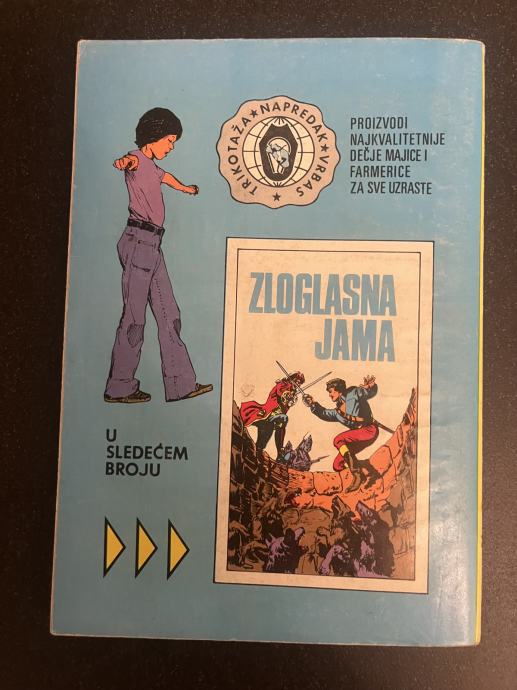 TRIKOTAŽA ★ NAPREDAK ★ VRBAS ★
PROIZVODI
NAJKVALITETNIJE
DEČJE MAJICE I
FARMERICE
ZA SVE UZRASTE
ZLOGLASNA
JAMA
U
SLEDEĆEM
BROJU